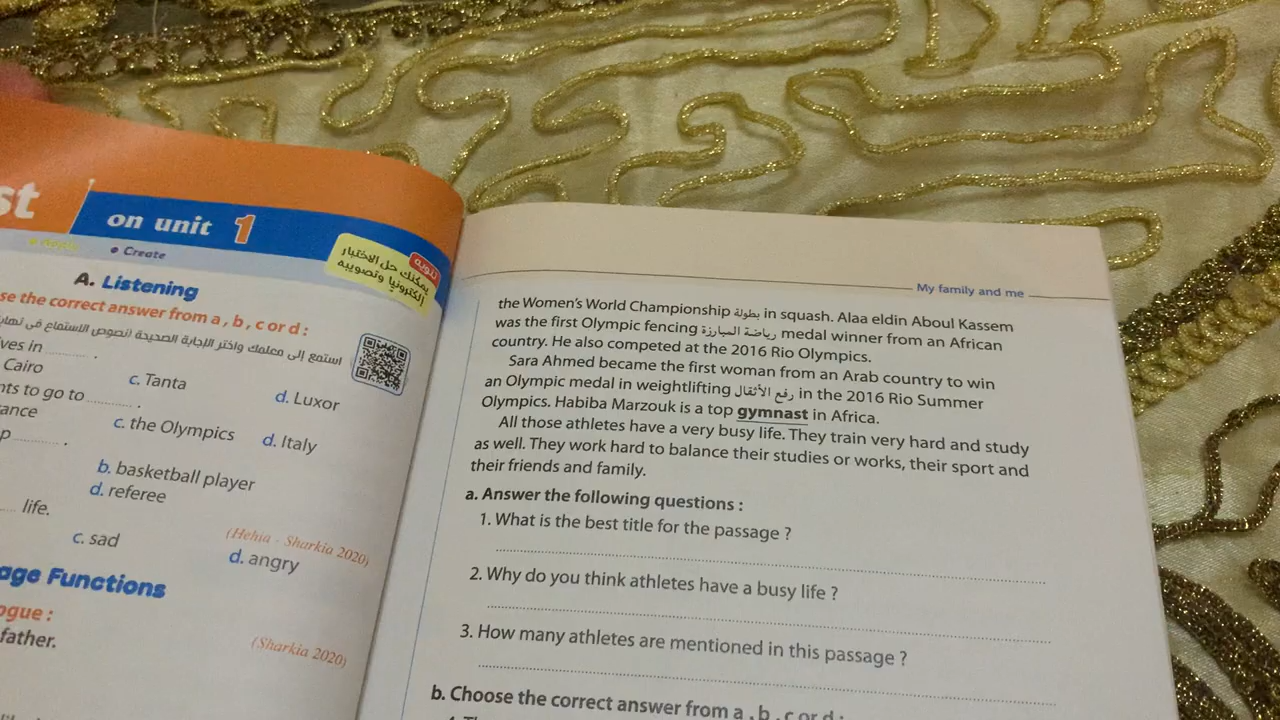 st
on unit 1
• Create
تنويه
يمكنك حل الاختبار
إلكترونيا وتصويبه
A. Listening
se the correct answer from a , b , c or d :
استمع إلى معلمك واختر الإجابة الصحيحة (نصوص الاستماع فى نهاي
ves in ............ .
Cairo
c. Tanta
d. Luxor
nts to go to ............ .
ance
c. the Olympics
d. Italy
p ............ .
b. basketball player
d. referee
.... life.
(Hehia - Sharkia 2020)
c. sad
d. angry
age Functions
ogue :
father.
(Sharkia 2020)
My family and me
the Women's World Championship بطولة in squash. Alaa eldin Aboul Kassem
was the first Olympic fencing رياضة المبارزة medal winner from an African
country. He also competed at the 2016 Rio Olympics.
Sara Ahmed became the first woman from an Arab country to win
an Olympic medal in weightlifting رفع الأثقال in the 2016 Rio Summer
Olympics. Habiba Marzouk is a top gymnast in Africa.
All those athletes have a very busy life. They train very hard and study
as well. They work hard to balance their studies or works, their sport and
their friends and family.
a. Answer the following questions :
1. What is the best title for the passage ?
2. Why do you think athletes have a busy life ?
3. How many athletes are mentioned in this passage ?
b. Choose the correct answer from a , b , c or d :